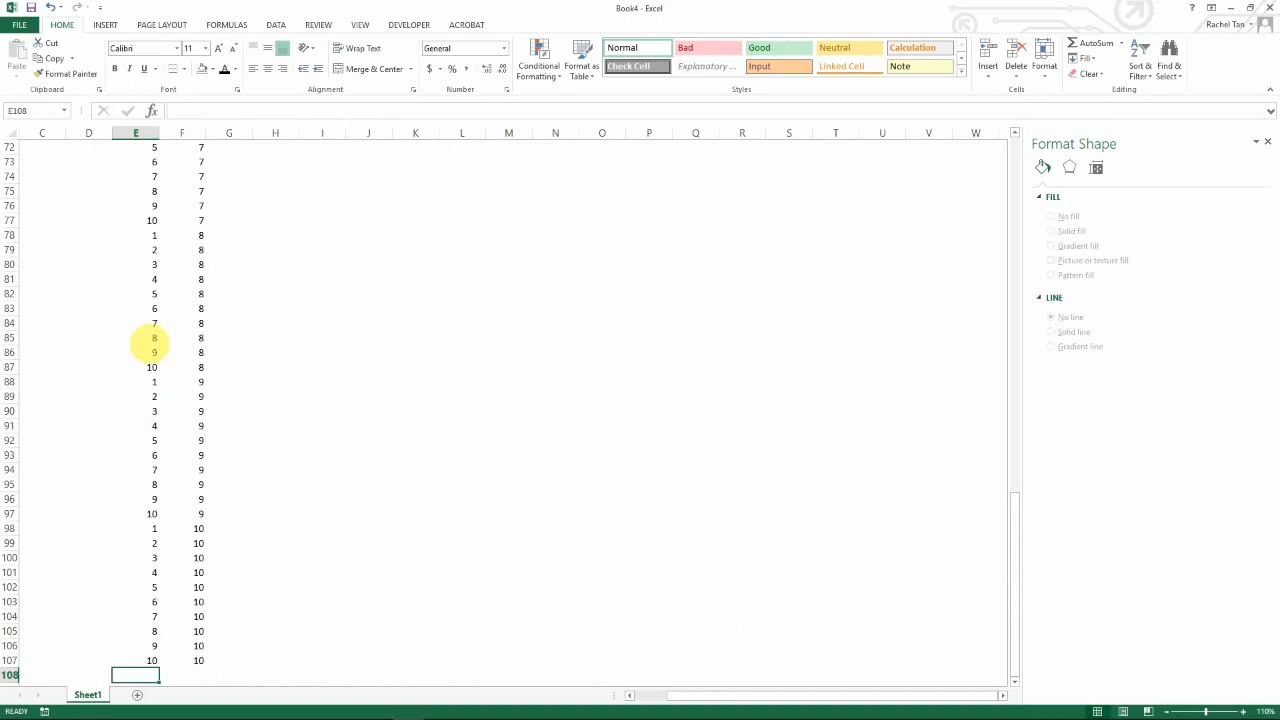 Book4 - Excel
FILE HOME INSERT PAGE LAYOUT FORMULAS DATA REVIEW VIEW DEVELOPER ACROBAT Rachel Tan
Paste Cut Copy Format Painter
Calibri 11 General
B I U
Wrap Text
Merge & Center
$ % ,
Conditional Formatting Format as Table
Normal Bad Good Neutral Calculation
Check Cell Explanatory ... Input Linked Cell Note
Insert Delete Format
AutoSum Fill Clear
Sort & Filter Find & Select
Clipboard Font Alignment Number Styles Cells Editing
E108 fx
C D E F G H I J K L M N O P Q R S T U V W
72 5 7
73 6 7
74 7 7
75 8 7
76 9 7
77 10 7
78 1 8
79 2 8
80 3 8
81 4 8
82 5 8
83 6 8
84 7 8
85 8 8
86 9 8
87 10 8
88 1 9
89 2 9
90 3 9
91 4 9
92 5 9
93 6 9
94 7 9
95 8 9
96 9 9
97 10 9
98 1 10
99 2 10
100 3 10
101 4 10
102 5 10
103 6 10
104 7 10
105 8 10
106 9 10
107 10 10
108
Format Shape
FILL
No fill
Solid fill
Gradient fill
Picture or texture fill
Pattern fill
LINE
No line
Solid line
Gradient line
Sheet1
READY 110%